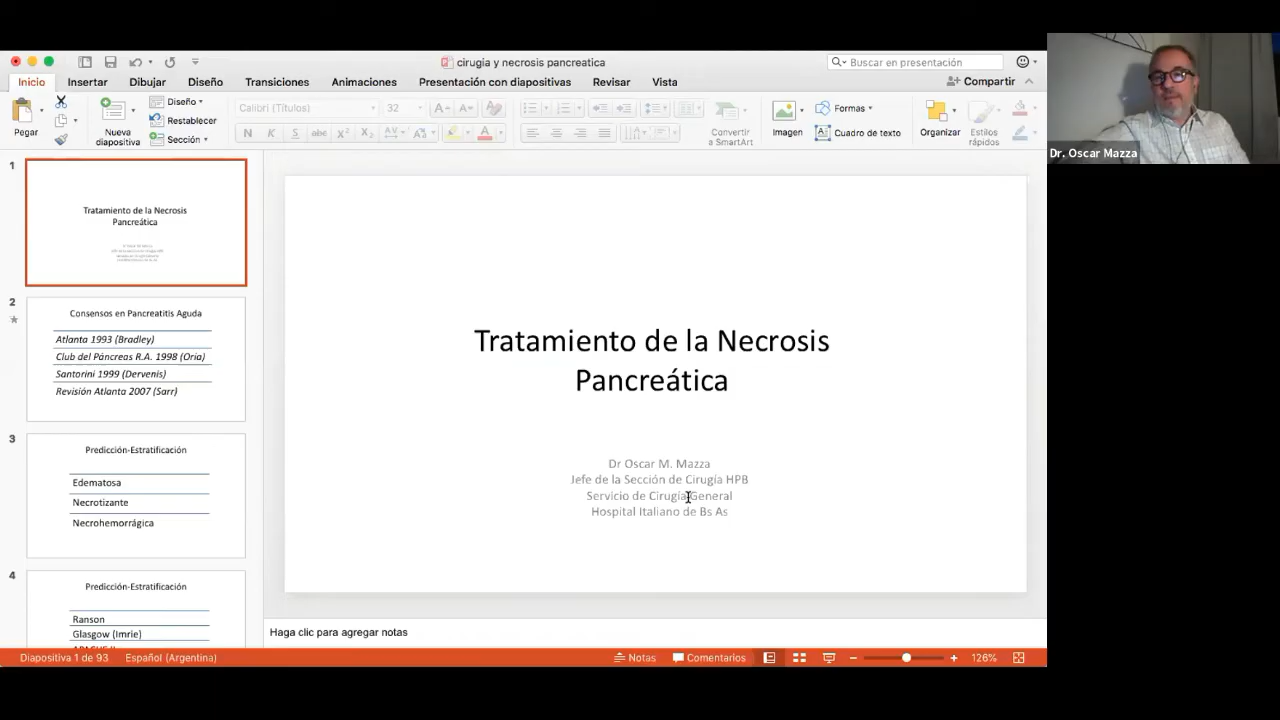 cirugia y necrosis pancreatica
Buscar en presentación
Inicio
Insertar
Dibujar
Diseño
Transiciones
Animaciones
Presentación con diapositivas
Revisar
Vista
Compartir
Pegar
Nueva
diapositiva
Diseño
Restablecer
Sección
Calibri (Títulos)
32
Convertir
a SmartArt
Imagen
Formas
Cuadro de texto
Organizar
Estilos
rápidos
Dr. Oscar Mazza
1
Tratamiento de la Necrosis
Pancreática
2
Consensos en Pancreatitis Aguda
Atlanta 1993 (Bradley)
Club del Páncreas R.A. 1998 (Oria)
Santorini 1999 (Dervenis)
Revisión Atlanta 2007 (Sarr)
3
Predicción-Estratificación
Edematosa
Necrotizante
Necrohemorrágica
4
Predicción-Estratificación
Ranson
Glasgow (Imrie)
Tratamiento de la Necrosis
Pancreática
Dr Oscar M. Mazza
Jefe de la Sección de Cirugía HPB
Servicio de Cirugía General
Hospital Italiano de Bs As
Haga clic para agregar notas
Diapositiva 1 de 93
Español (Argentina)
Notas
Comentarios
126%